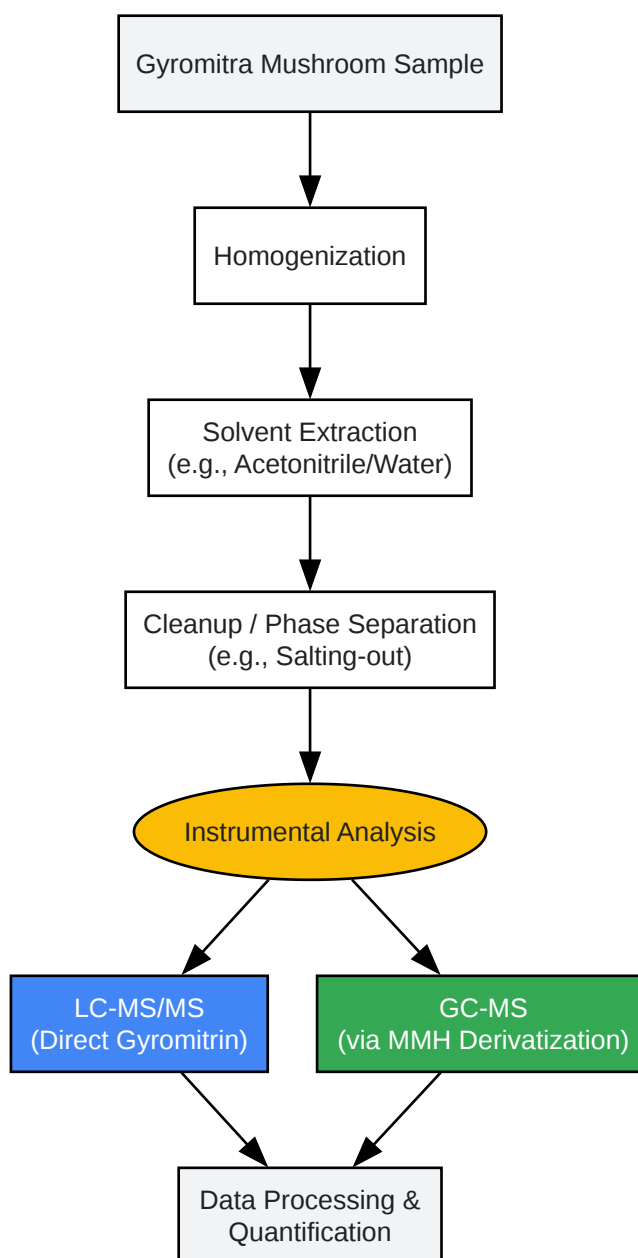 Gyromitra Mushroom Sample
Homogenization
Solvent Extraction
(e.g., Acetonitrile/Water)
Cleanup / Phase Separation
(e.g., Salting-out)
Instrumental Analysis
LC-MS/MS
(Direct Gyromitrin)
GC-MS
(via MMH Derivatization)
Data Processing &
Quantification